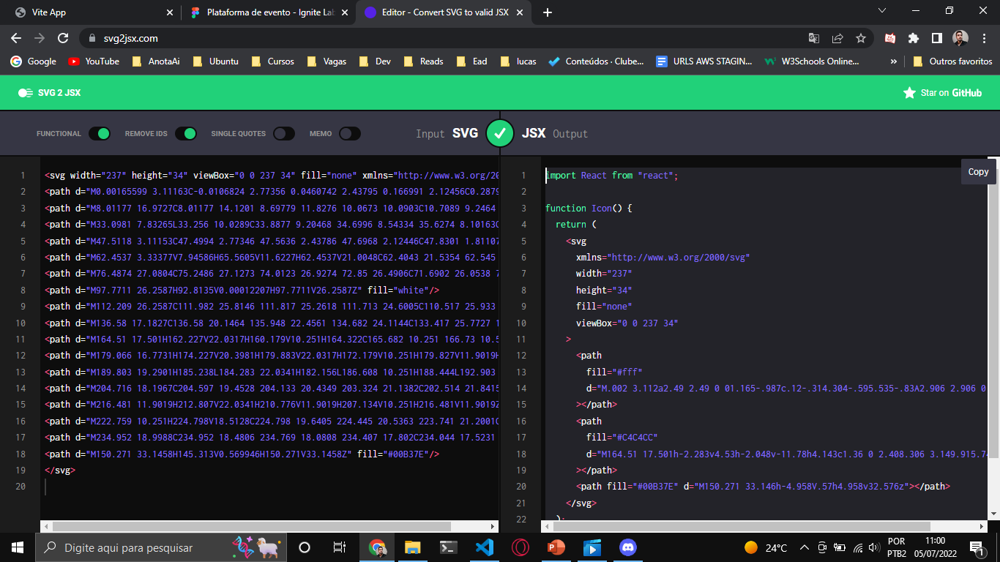 Vite App
Plataforma de evento - Ignite Lab
Editor - Convert SVG to valid JSX
svg2jsx.com
Google
YouTube
AnotaAi
Ubuntu
Cursos
Vagas
Dev
Reads
Ead
lucas
Conteúdos · Clube...
URLS AWS STAGIN...
W3Schools Online...
»
Outros favoritos
SVG 2 JSX
Star on GitHub
FUNCTIONAL
REMOVE IDS
SINGLE QUOTES
MEMO
Input SVG
JSX Output
Copy
1 <svg width="237" height="34" viewBox="0 0 237 34" fill="none" xmlns="http://www.w3.org/20
2 <path d="M0.00165599 3.11163C-0.0106824 2.77356 0.0460742 2.43795 0.166991 2.12456C0.2879
3 <path d="M8.01177 16.9727C8.01177 14.1201 8.69779 11.8276 10.0673 10.0903C10.7089 9.2464
4 <path d="M33.0981 7.83265L33.256 10.0289C33.8877 9.20468 34.6996 8.54334 35.6274 8.10163C
5 <path d="M47.5118 3.11153C47.4994 2.77346 47.5636 2.43786 47.6968 2.12446C47.8301 1.81107
6 <path d="M62.4537 3.33377V7.94586H65.5605V11.6227H62.4537V21.0048C62.4043 21.5354 62.545
7 <path d="M76.4874 27.0804C75.2486 27.1273 74.0123 26.9274 72.85 26.4906C71.6902 26.0538 7
8 <path d="M97.7711 26.2587H92.8135V0.00012207H97.7711V26.2587Z" fill="white"/>
9 <path d="M112.209 26.2587C111.982 25.8146 111.817 25.2618 111.713 24.6005C110.517 25.933
10 <path d="M136.58 17.1827C136.58 20.1464 135.948 22.4561 134.682 24.1144C133.417 25.7727 1
11 <path d="M164.51 17.501H162.227V22.0317H160.179V10.251H164.322C165.682 10.251 166.73 10.5
12 <path d="M179.066 16.7731H174.227V20.3981H179.883V22.0317H172.179V10.251H179.827V11.9019H
13 <path d="M189.803 19.2901H185.238L184.283 22.0341H182.156L186.608 10.251H188.444L192.903
14 <path d="M204.716 18.1967C204.597 19.4528 204.133 20.4349 203.324 21.1382C202.514 21.8415
15 <path d="M216.481 11.9019H212.807V22.0341H210.776V11.9019H207.134V10.251H216.481V11.9019Z
16 <path d="M222.759 10.251H224.798V18.5128C224.798 19.6405 224.445 20.5363 223.741 21.2001C
17 <path d="M234.952 18.9988C234.952 18.4806 234.769 18.0808 234.407 17.802C234.044 17.5231
18 <path d="M150.271 33.1458H145.313V0.569946H150.271V33.1458Z" fill="#00B37E"/>
19 </svg>
20
1 import React from "react";
2
3 function Icon() {
4 return (
5 <svg
6 xmlns="http://www.w3.org/2000/svg"
7 width="237"
8 height="34"
9 fill="none"
10 viewBox="0 0 237 34"
11 >
12 <path
13 fill="#fff"
14 d="M.002 3.112a2.49 2.49 0 01.165-.987c.12-.314.304-.595.535-.83A2.906 2.906 0
15 ></path>
16 <path
17 fill="#C4C4CC"
18 d="M164.51 17.501h-2.283v4.53h-2.048v-11.78h4.143c1.36 0 2.408.306 3.149.915.74
19 ></path>
20 <path fill="#00B37E" d="M150.271 33.146h-4.958V.57h4.958v32.576z"></path>
21 </svg>
22 );
Digite aqui para pesquisar
24°C
POR
PTB2
11:00
05/07/2022
1